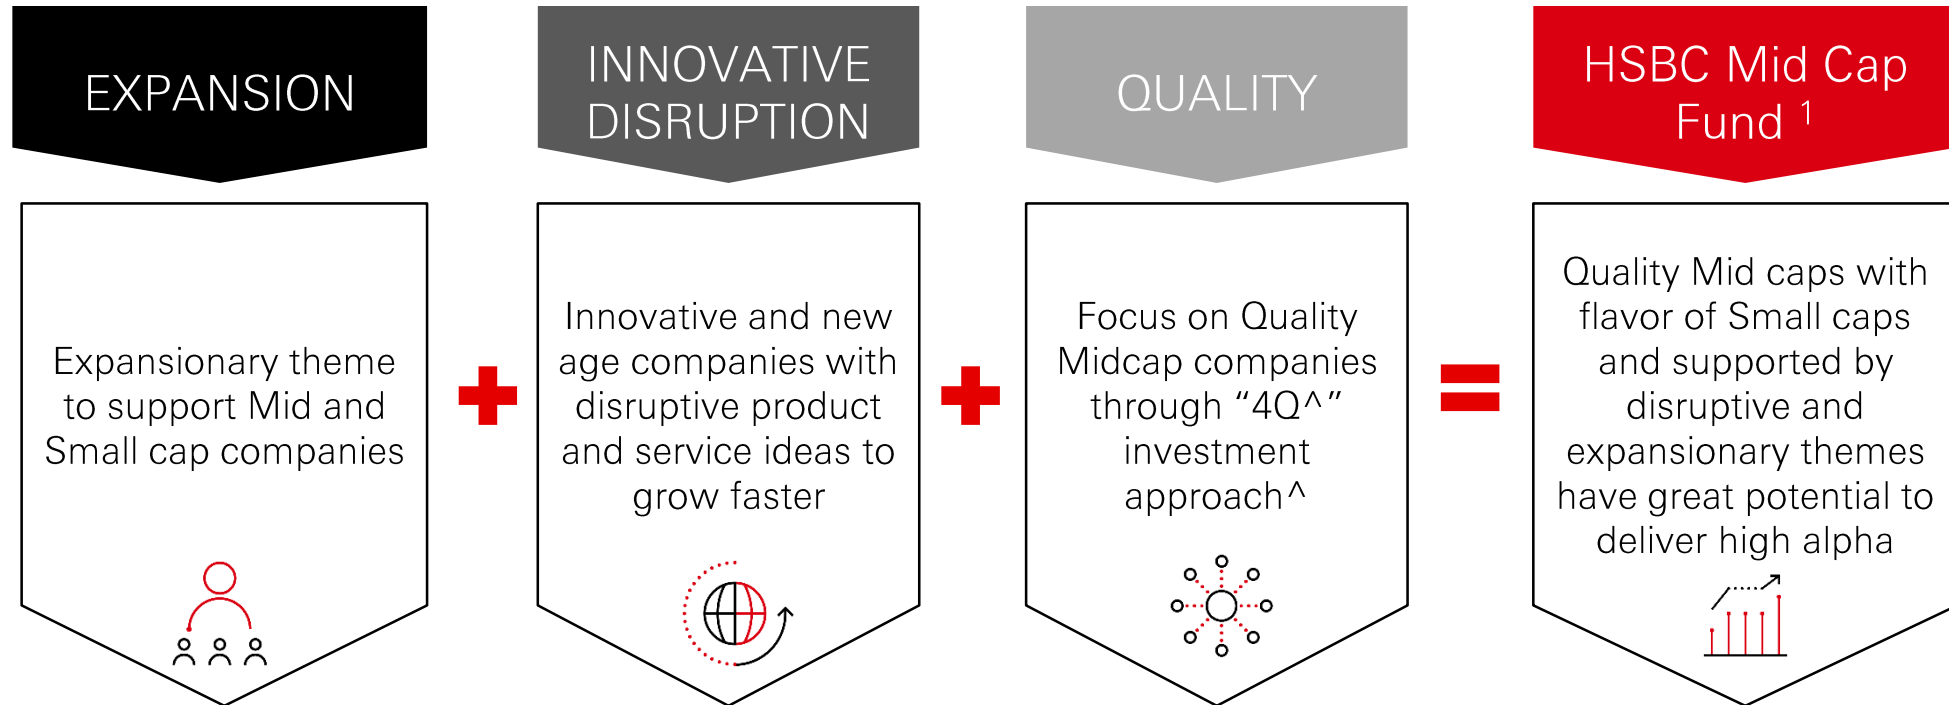 EXPANSION
Expansionary theme
to support Mid and
Small cap companies
INNOVATIVE
DISRUPTION
Innovative and new
age companies with
disruptive product
and service ideas to
grow faster
QUALITY
Focus on Quality
Midcap companies
through “4Q^”
investment
approach^
HSBC Mid Cap
Fund ¹
Quality Mid caps with
flavor of Small caps
and supported by
disruptive and
expansionary themes
have great potential to
deliver high alpha